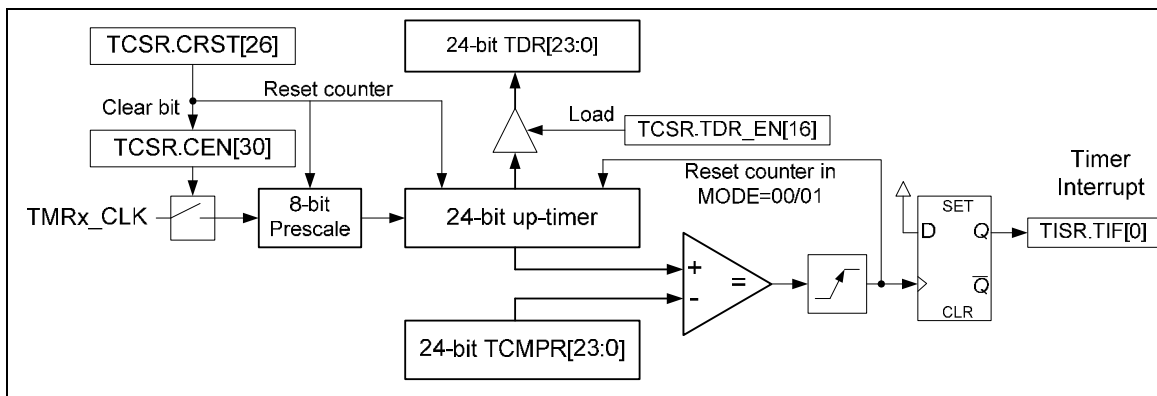 TCSR.CRST[26]
24-bit TDR[23:0]
Reset counter
Clear bit
Load
TCSR.TDR_EN[16]
TCSR.CEN[30]
Reset counter in
MODE=00/01
Timer
Interrupt
TMRx_CLK
8-bit
Prescale
24-bit up-timer
SET
D Q
TISR.TIF[0]
+
=
-
Q
CLR
24-bit TCMPR[23:0]